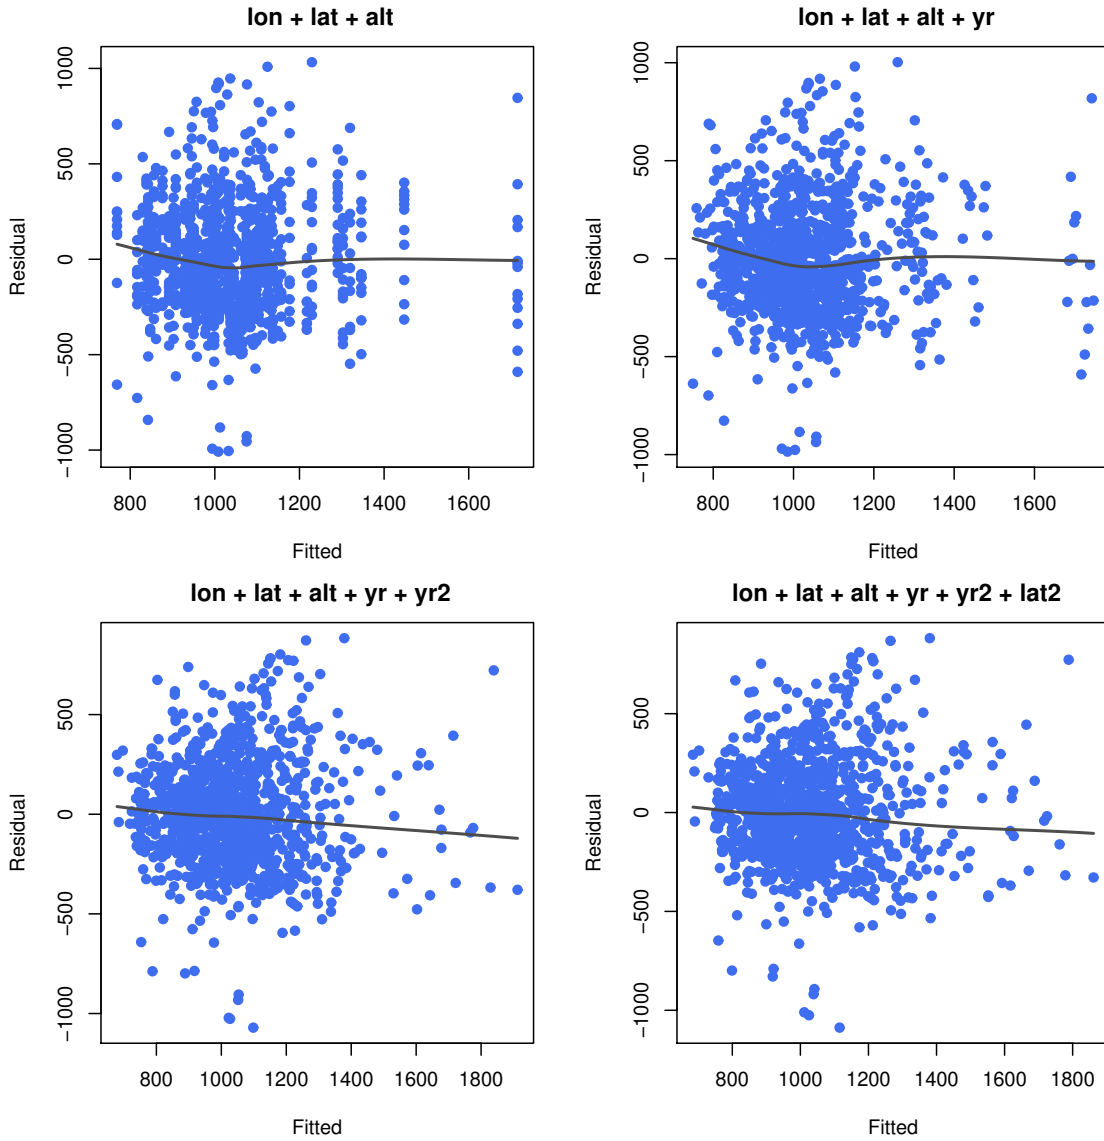 lon + lat + alt
1000
500
0
−500
−1000
Residual
800 1000 1200 1400 1600
Fitted
lon + lat + alt + yr
1000
500
0
−500
−1000
Residual
800 1000 1200 1400 1600
Fitted
lon + lat + alt + yr + yr2
500
0
−500
−1000
Residual
800 1000 1200 1400 1600 1800
Fitted
lon + lat + alt + yr + yr2 + lat2
500
0
−500
−1000
Residual
800 1000 1200 1400 1600 1800
Fitted